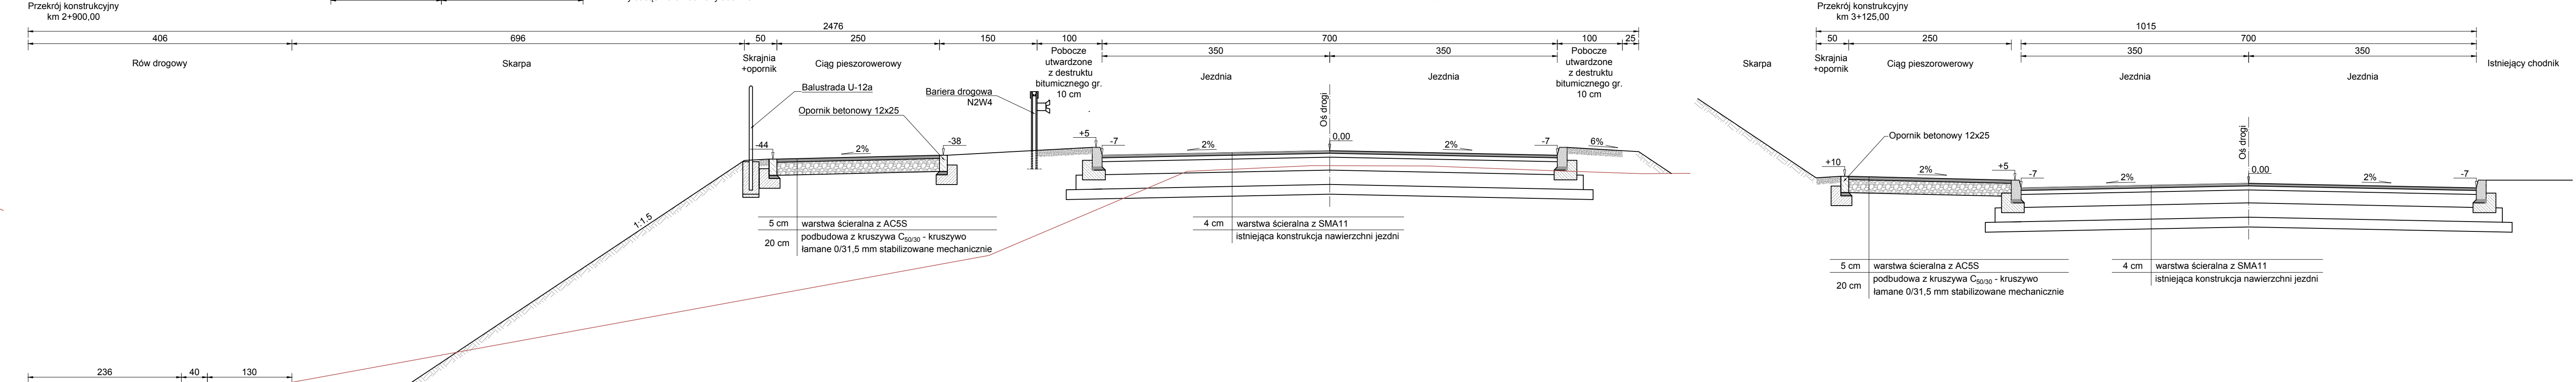 Przekrój konstrukcyjny
km 2+900,00
2476
406
696
50
250
150
100
700
100
25
350
350
Rów drogowy
Skarpa
Skrajnia
+opornik
Ciąg pieszorowerowy
Pobocze
utwardzone
z destruktu
bitumicznego gr.
10 cm
Jezdnia
Jezdnia
Pobocze
utwardzone
z destruktu
bitumicznego gr.
10 cm
Balustrada U-12a
Opornik betonowy 12x25
Bariera drogowa
N2W4
Oś drogi
-44
2%
-38
+5
-7
2%
0,00
2%
-7
6%
1:1.5
5 cm warstwa ścieralna z AC5S
20 cm podbudowa z kruszywa C50/30 - kruszywo
łamane 0/31,5 mm stabilizowane mechanicznie
4 cm warstwa ścieralna z SMA11
istniejąca konstrukcja nawierzchni jezdni
236
40
130
Przekrój konstrukcyjny
km 3+125,00
1015
50
250
700
350
350
Skarpa
Skrajnia
+opornik
Ciąg pieszorowerowy
Jezdnia
Jezdnia
Istniejący chodnik
Opornik betonowy 12x25
Oś drogi
+10
2%
+5
-7
2%
0,00
2%
-7
5 cm warstwa ścieralna z AC5S
20 cm podbudowa z kruszywa C50/30 - kruszywo
łamane 0/31,5 mm stabilizowane mechanicznie
4 cm warstwa ścieralna z SMA11
istniejąca konstrukcja nawierzchni jezdni